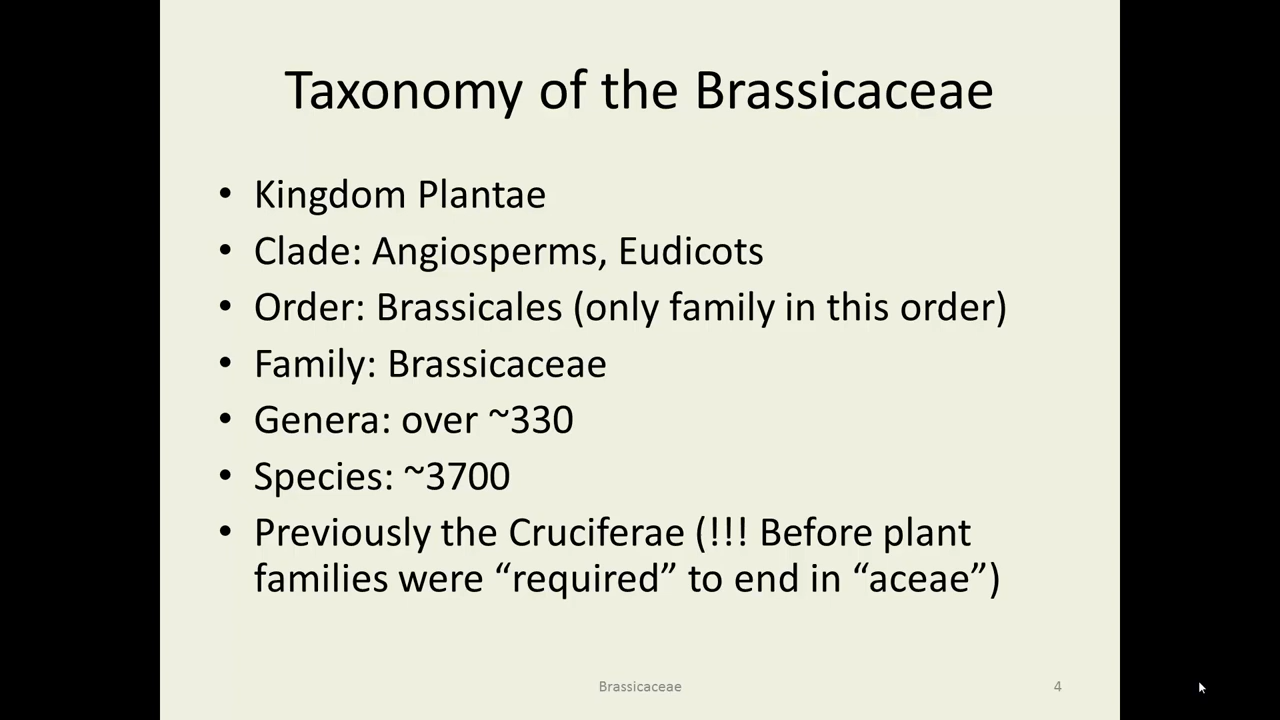 Taxonomy of the Brassicaceae
• Kingdom Plantae
• Clade: Angiosperms, Eudicots
• Order: Brassicales (only family in this order)
• Family: Brassicaceae
• Genera: over ~330
• Species: ~3700
• Previously the Cruciferae (!!! Before plant
families were “required” to end in “aceae”)
Brassicaceae 4